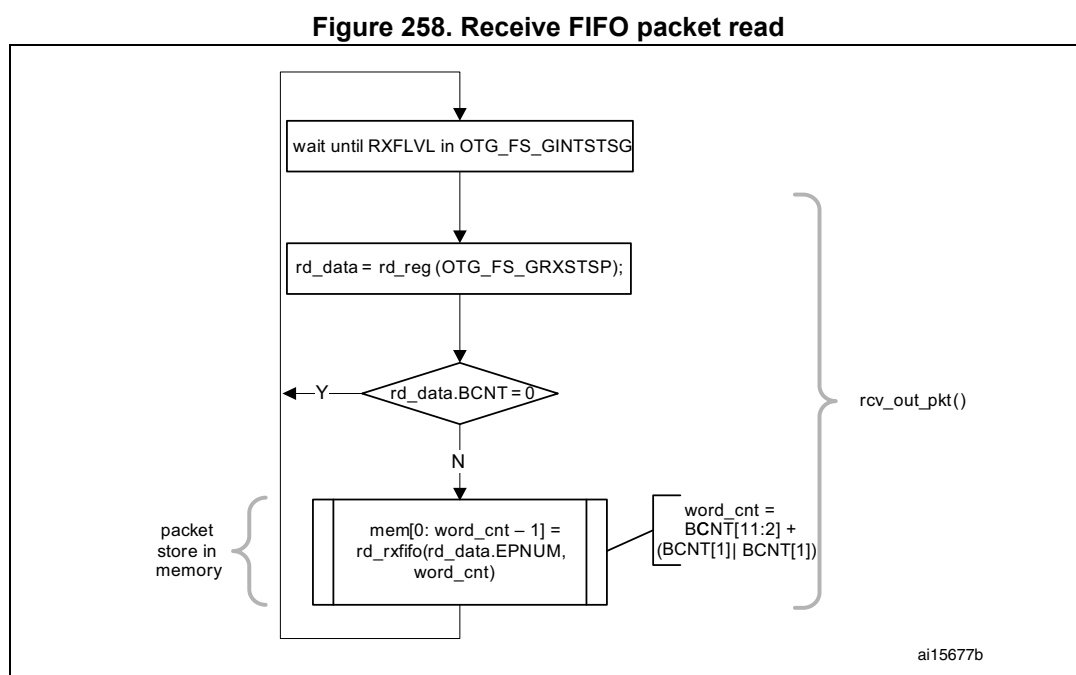 Figure 258. Receive FIFO packet read
wait until RXFLVL in OTG_FS_GINTSTSG
rd_data = rd_reg (OTG_FS_GRXSTSP);
rd_data.BCNT = 0
Y
rcv_out_pkt()
N
packet
store in
memory
mem[0: word_cnt – 1] =
rd_rxfifo(rd_data.EPNUM,
word_cnt)
word_cnt =
BCNT[11:2] +
(BCNT[1]| BCNT[1])
ai15677b